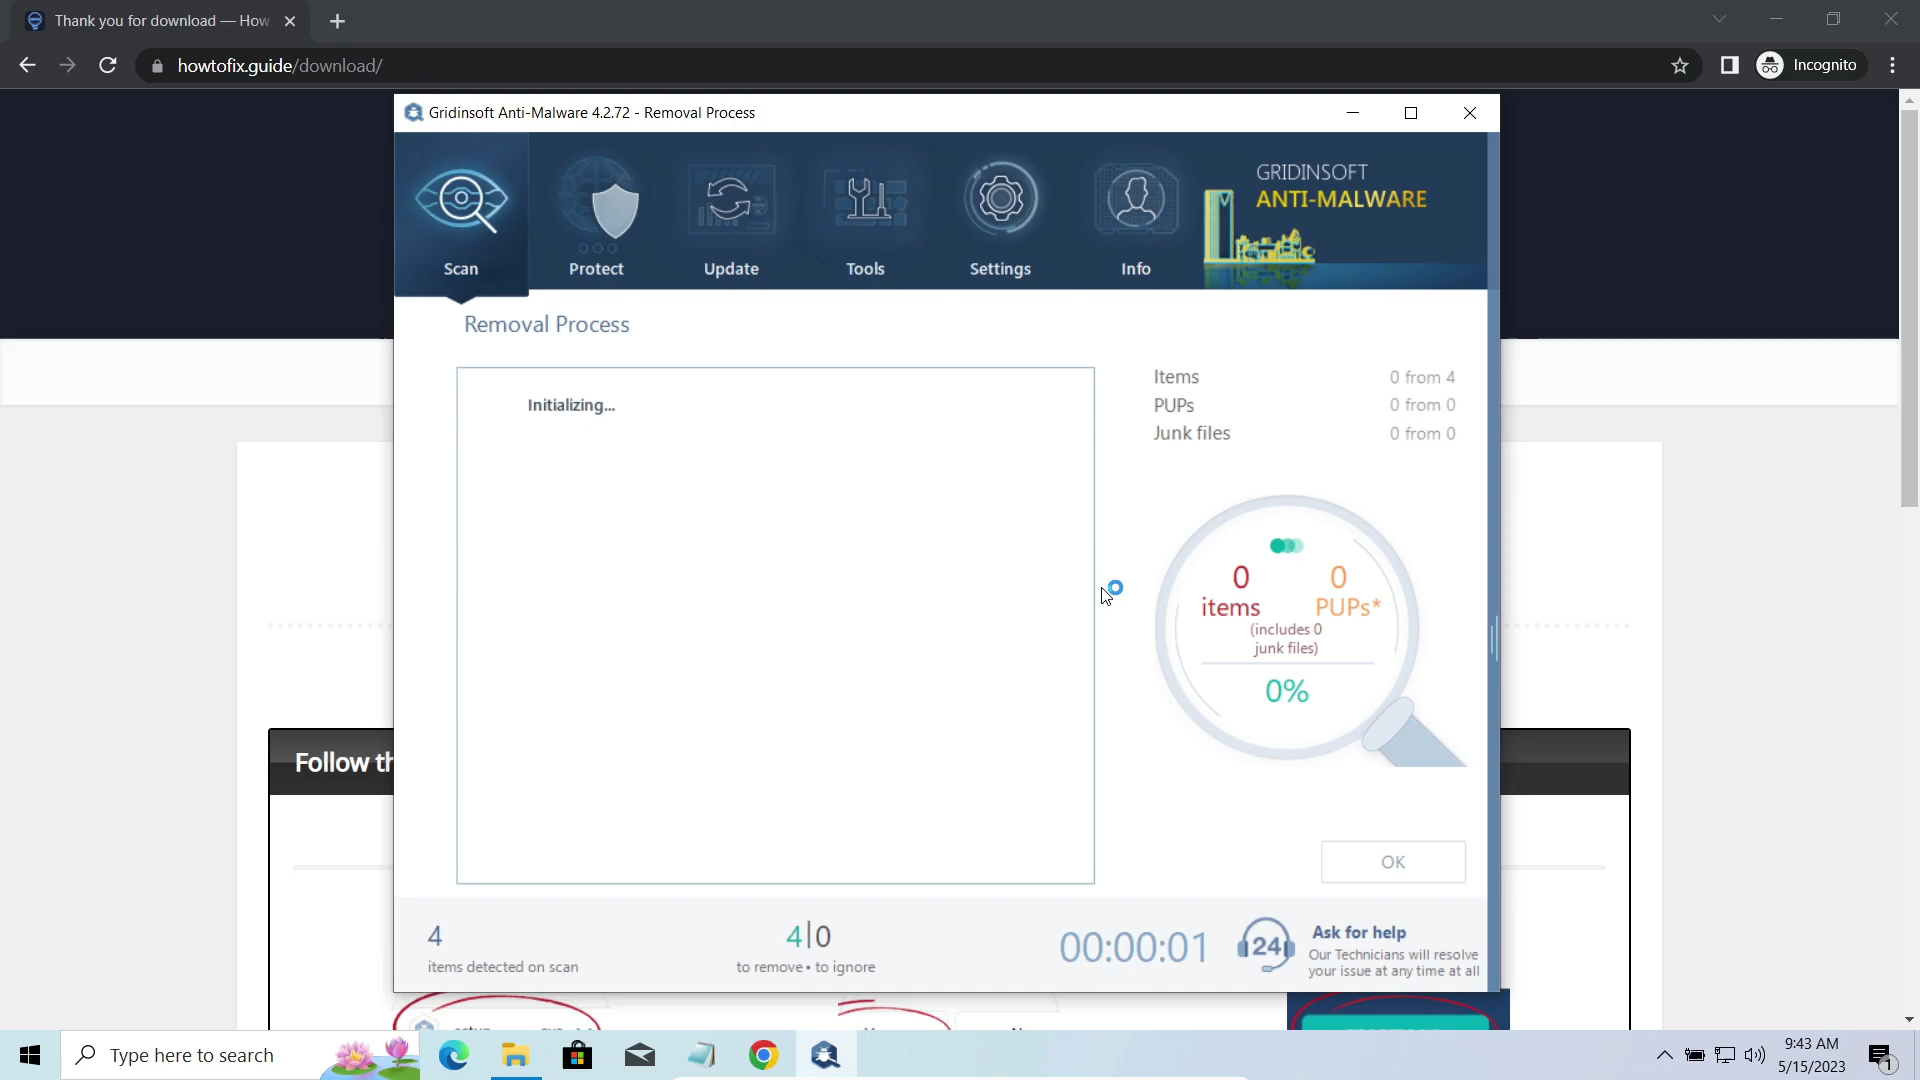 Thank you for download — How
howtofix.guide/download/
Incognito
Gridinsoft Anti-Malware 4.2.72 - Removal Process
Scan
Protect
Update
Tools
Settings
Info
GRIDINSOFT
ANTI-MALWARE
Removal Process
Initializing...
Items 0 from 4
PUPs 0 from 0
Junk files 0 from 0
0 items
0 PUPs*
(includes 0
junk files)
0%
OK
Follow th
4
items detected on scan
4|0
to remove • to ignore
00:00:01
24
Ask for help
Our Technicians will resolve
your issue at any time at all
Type here to search
9:43 AM
5/15/2023
1